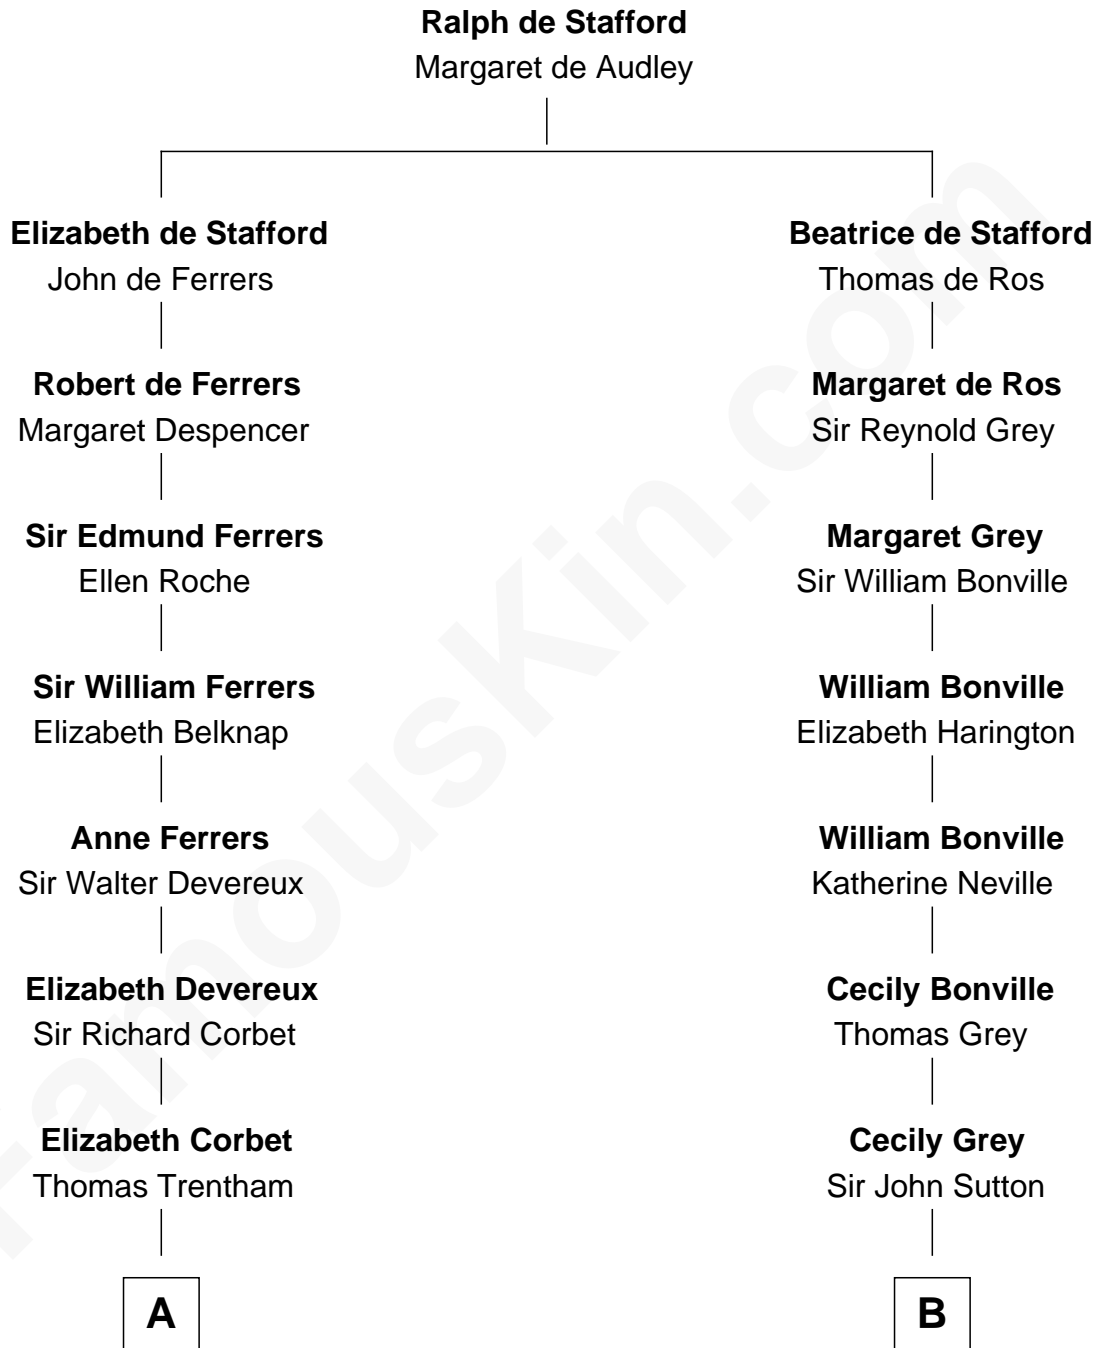 Ralph de Stafford
Margaret de Audley
Elizabeth de Stafford
John de Ferrers
Beatrice de Stafford
Thomas de Ros
Robert de Ferrers
Margaret Despencer
Margaret de Ros
Sir Reynold Grey
Sir Edmund Ferrers
Ellen Roche
Margaret Grey
Sir William Bonville
Sir William Ferrers
Elizabeth Belknap
William Bonville
Elizabeth Harington
Anne Ferrers
Sir Walter Devereux
William Bonville
Katherine Neville
Elizabeth Devereux
Sir Richard Corbet
Cecily Bonville
Thomas Grey
Elizabeth Corbet
Thomas Trentham
Cecily Grey
Sir John Sutton
A
B
FamousKin.com